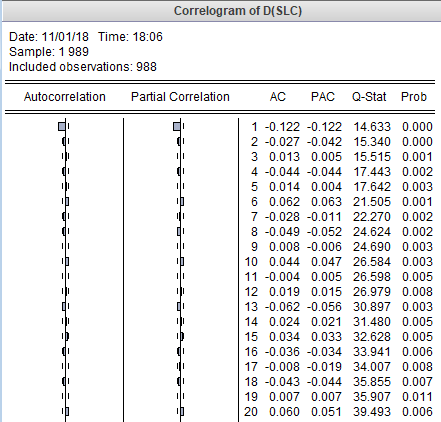 Correlogram of D(SLC)
Date: 11/01/18 Time: 18:06
Sample: 1 989
Included observations: 988
Autocorrelation Partial Correlation AC PAC Q-Stat Prob
1 -0.122 -0.122 14.633 0.000
2 -0.027 -0.042 15.340 0.000
3 0.013 0.005 15.515 0.001
4 -0.044 -0.044 17.443 0.002
5 0.014 0.004 17.642 0.003
6 0.062 0.063 21.505 0.001
7 -0.028 -0.011 22.270 0.002
8 -0.049 -0.052 24.624 0.002
9 0.008 -0.006 24.690 0.003
10 0.044 0.047 26.584 0.003
11 -0.004 0.005 26.598 0.005
12 0.019 0.015 26.979 0.008
13 -0.062 -0.056 30.897 0.003
14 0.024 0.021 31.480 0.005
15 0.034 0.033 32.628 0.005
16 -0.036 -0.034 33.941 0.006
17 -0.008 -0.019 34.007 0.008
18 -0.043 -0.044 35.855 0.007
19 0.007 0.007 35.907 0.011
20 0.060 0.051 39.493 0.006